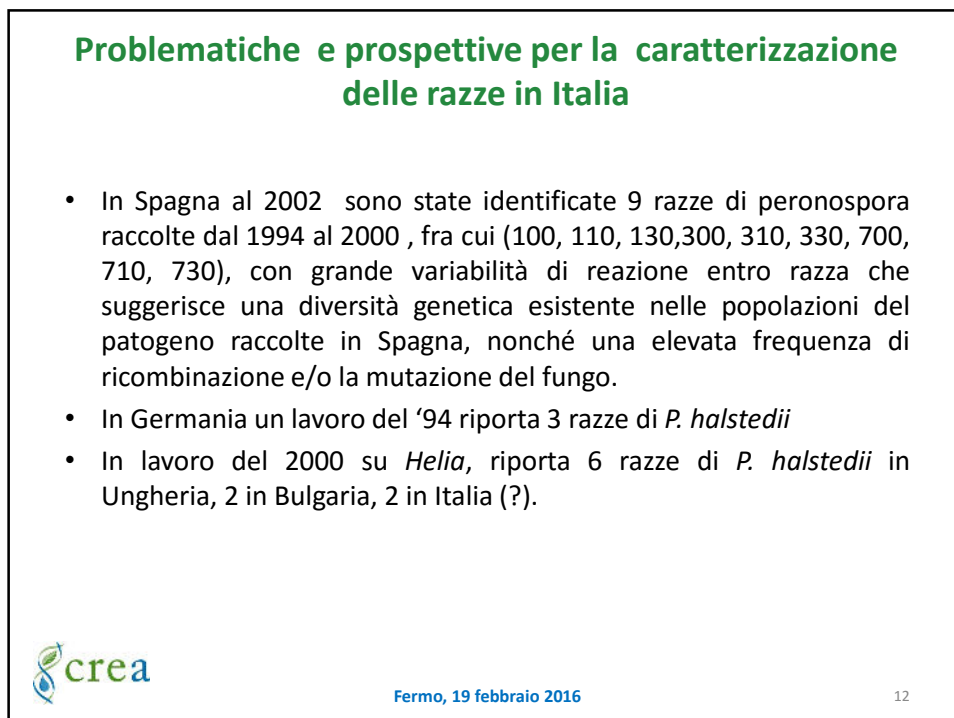 Problematiche e prospettive per la caratterizzazione
delle razze in Italia
• In Spagna al 2002 sono state identificate 9 razze di peronospora
raccolte dal 1994 al 2000 , fra cui (100, 110, 130,300, 310, 330, 700,
710, 730), con grande variabilità di reazione entro razza che
suggerisce una diversità genetica esistente nelle popolazioni del
patogeno raccolte in Spagna, nonché una elevata frequenza di
ricombinazione e/o la mutazione del fungo.
• In Germania un lavoro del ‘94 riporta 3 razze di P. halstedii
• In lavoro del 2000 su Helia, riporta 6 razze di P. halstedii in
Ungheria, 2 in Bulgaria, 2 in Italia (?).
crea
Fermo, 19 febbraio 2016
12